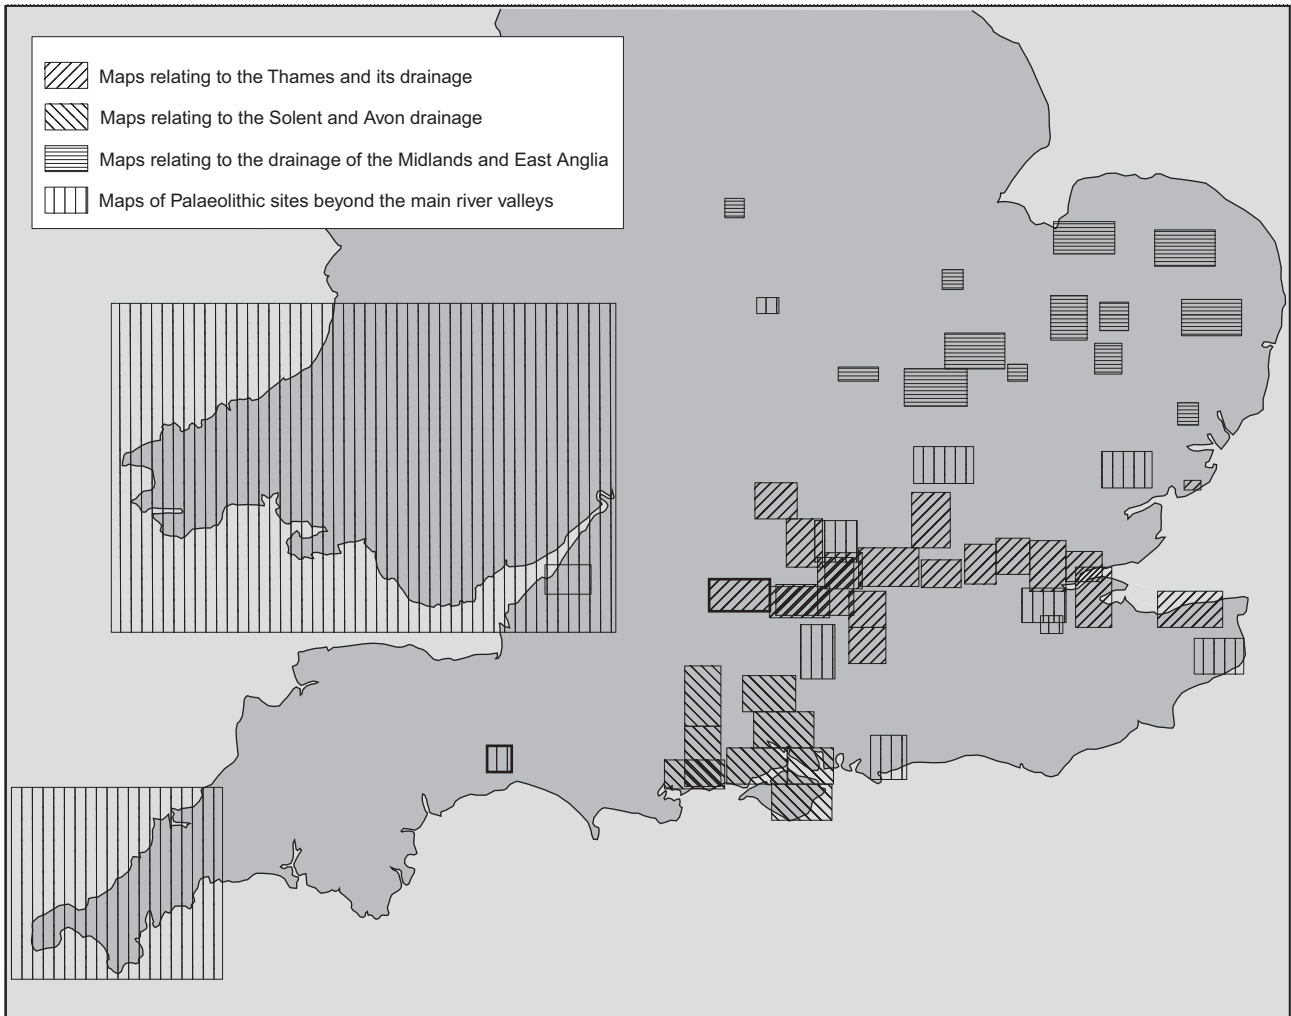 Maps relating to the Thames and its drainage
Maps relating to the Solent and Avon drainage
Maps relating to the drainage of the Midlands and East Anglia
Maps of Palaeolithic sites beyond the main river valleys